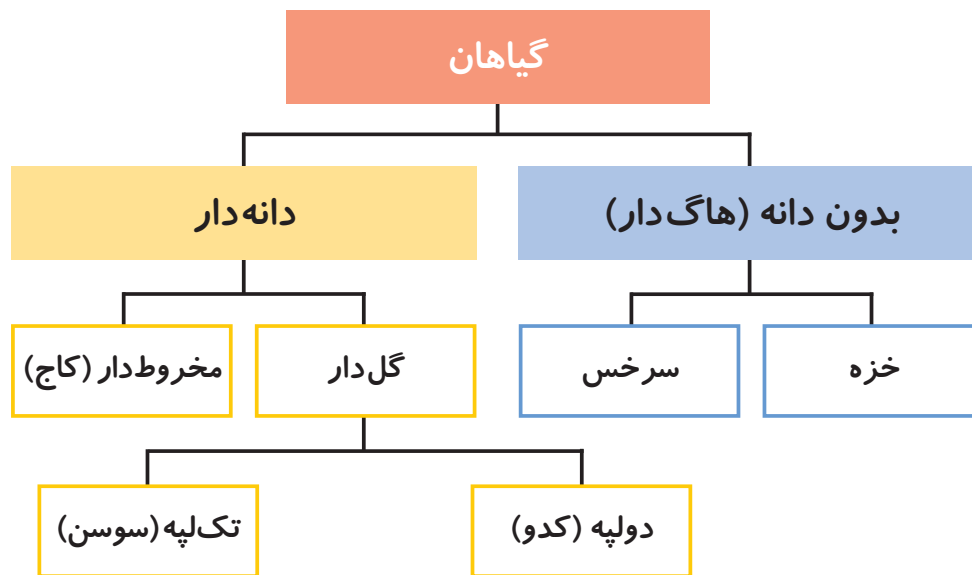 گیاهان
بدون دانه (هاگ‌دار)
دانه‌دار
خزه
سرخس
گل‌دار
مخروط‌دار (کاج)
دولپه (کدو)
تک‌لپه (سوسن)